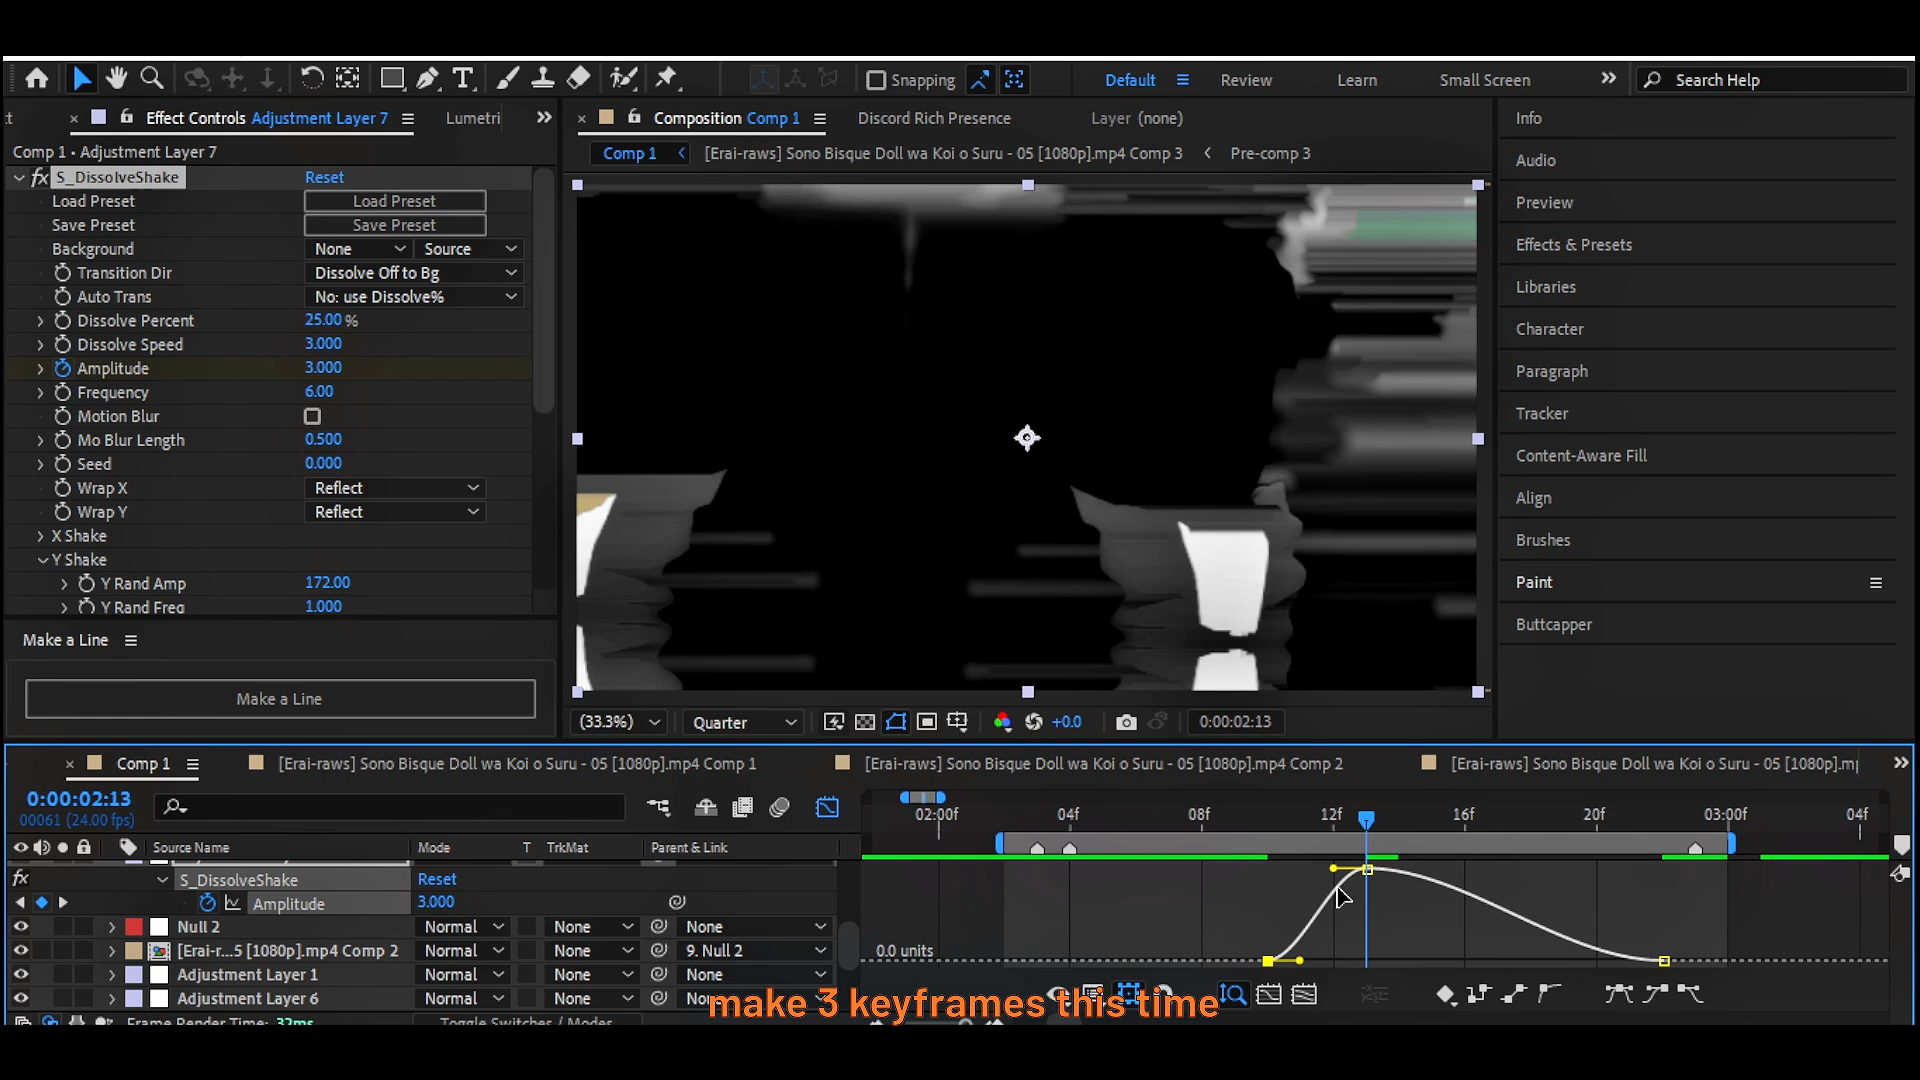 Snapping
Default
Review
Learn
Small Screen
Search Help
Effect Controls Adjustment Layer 7
Lumetri
Composition Comp 1
Discord Rich Presence
Layer (none)
Info
Comp 1 • Adjustment Layer 7
Comp 1
[Erai-raws] Sono Bisque Doll wa Koi o Suru - 05 [1080p].mp4 Comp 3
Pre-comp 3
Audio
fx S_DissolveShake
Reset
Load Preset
Load Preset
Preview
Save Preset
Save Preset
Background
None
Source
Effects & Presets
Transition Dir
Dissolve Off to Bg
Auto Trans
No: use Dissolve%
Libraries
Dissolve Percent
25.00 %
Character
Dissolve Speed
3.000
Amplitude
3.000
Paragraph
Frequency
6.00
Motion Blur
Tracker
Mo Blur Length
0.500
Content-Aware Fill
Seed
0.000
Wrap X
Reflect
Align
Wrap Y
Reflect
X Shake
Brushes
Y Shake
Y Rand Amp
172.00
Paint
Y Rand Freq
1.000
Buttcapper
Make a Line
Make a Line
(33.3%)
Quarter
+0.0
0:00:02:13
Comp 1
[Erai-raws] Sono Bisque Doll wa Koi o Suru - 05 [1080p].mp4 Comp 1
[Erai-raws] Sono Bisque Doll wa Koi o Suru - 05 [1080p].mp4 Comp 2
[Erai-raws] Sono Bisque Doll wa Koi o Suru - 05 [1080p].m
0:00:02:13
00061 (24.00 fps)
02:00f
04f
08f
12f
16f
20f
03:00f
04f
Source Name
Mode
T
TrkMat
Parent & Link
fx
S_DissolveShake
Reset
Amplitude
3.000
Null 2
Normal
None
None
[Erai-r...5 [1080p].mp4 Comp 2
Normal
None
9. Null 2
0.0 units
Adjustment Layer 1
Normal
None
None
Adjustment Layer 6
Normal
None
make 3 keyframes this time
Frame Render Time: 32ms
Toggle Switches / Modes